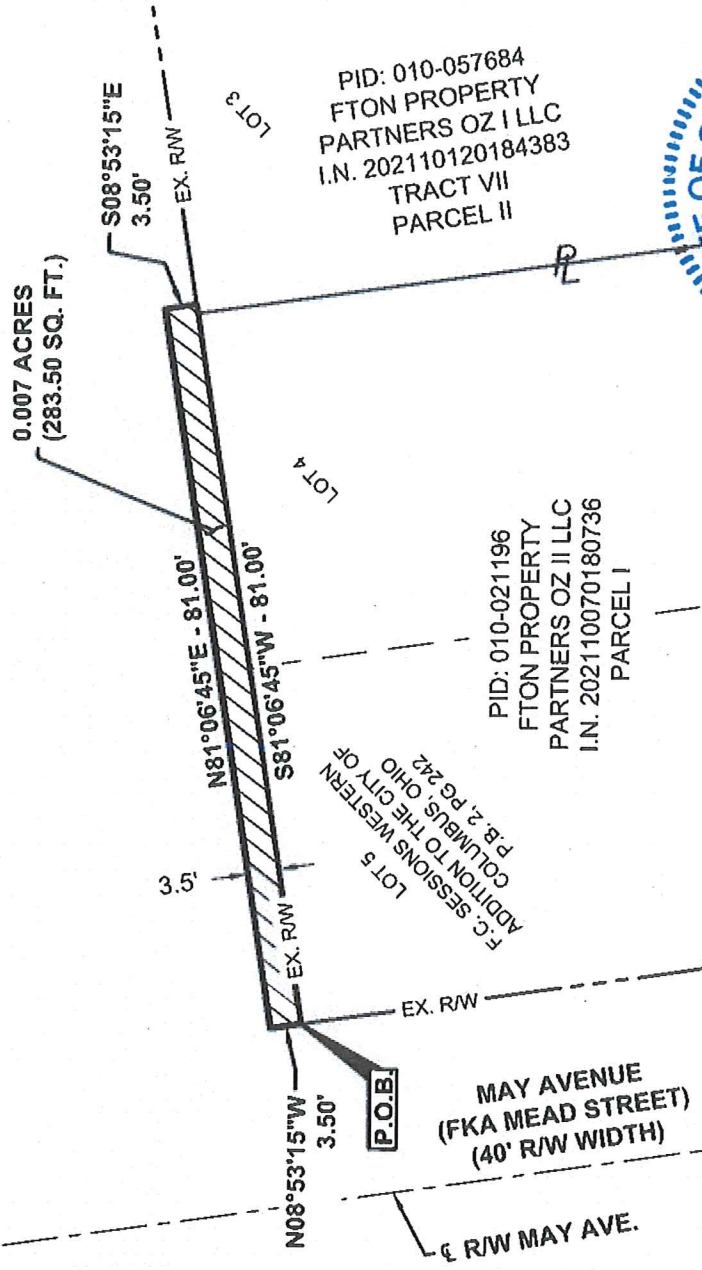 0.007 ACRES
(283.50 SQ. FT.)
S08°53'15"E
3.50'
EX. R/W
LOT 3
PID: 010-057684
FTON PROPERTY
PARTNERS OZ I LLC
I.N. 202110120184383
TRACT VII
PARCEL II
N81°06'45"E - 81.00'
S81°06'45"W - 81.00'
LOT 4
PL
3.5'
EX. R/W
LOT 5
F.C. SESSIONS WESTERN
ADDITION TO THE CITY OF
COLUMBUS, OHIO
P.B. 2, PG 242
PID: 010-021196
FTON PROPERTY
PARTNERS OZ II LLC
I.N. 202110070180736
PARCEL I
N08°53'15"W
3.50'
P.O.B.
EX. R/W
MAY AVENUE
(FKA MEAD STREET)
(40' R/W WIDTH)
CL R/W MAY AVE.